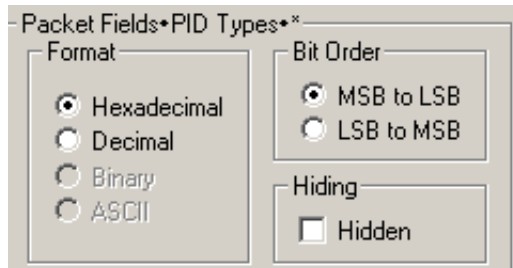 Packet Fields•PID Types•*
Format
Hexadecimal
Decimal
Binary
ASCII
Bit Order
MSB to LSB
LSB to MSB
Hiding
Hidden